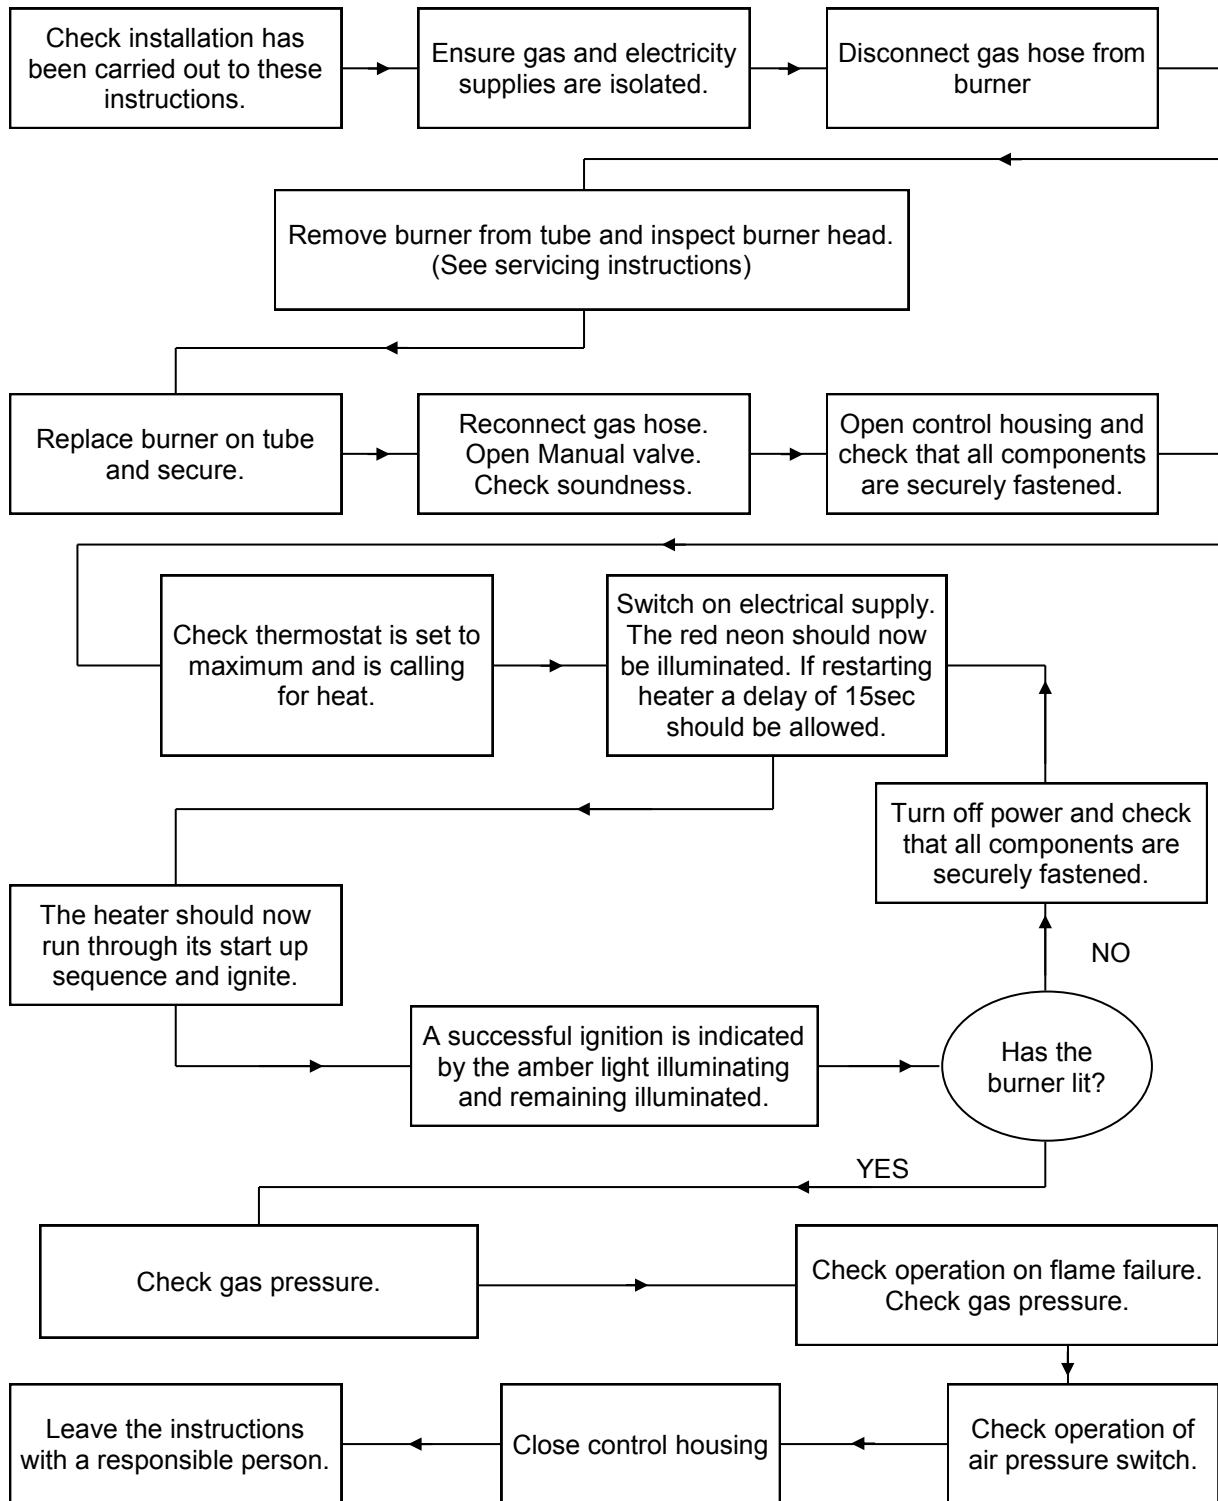 Check installation has
been carried out to these
instructions.
Ensure gas and electricity
supplies are isolated.
Disconnect gas hose from
burner
Remove burner from tube and inspect burner head.
(See servicing instructions)
Replace burner on tube
and secure.
Reconnect gas hose.
Open Manual valve.
Check soundness.
Open control housing and
check that all components
are securely fastened.
Check thermostat is set to
maximum and is calling
for heat.
Switch on electrical supply.
The red neon should now
be illuminated. If restarting
heater a delay of 15sec
should be allowed.
Turn off power and check
that all components are
securely fastened.
The heater should now
run through its start up
sequence and ignite.
NO
A successful ignition is indicated
by the amber light illuminating
and remaining illuminated.
Has the
burner lit?
YES
Check gas pressure.
Check operation on flame failure.
Check gas pressure.
Leave the instructions
with a responsible person.
Close control housing
Check operation of
air pressure switch.